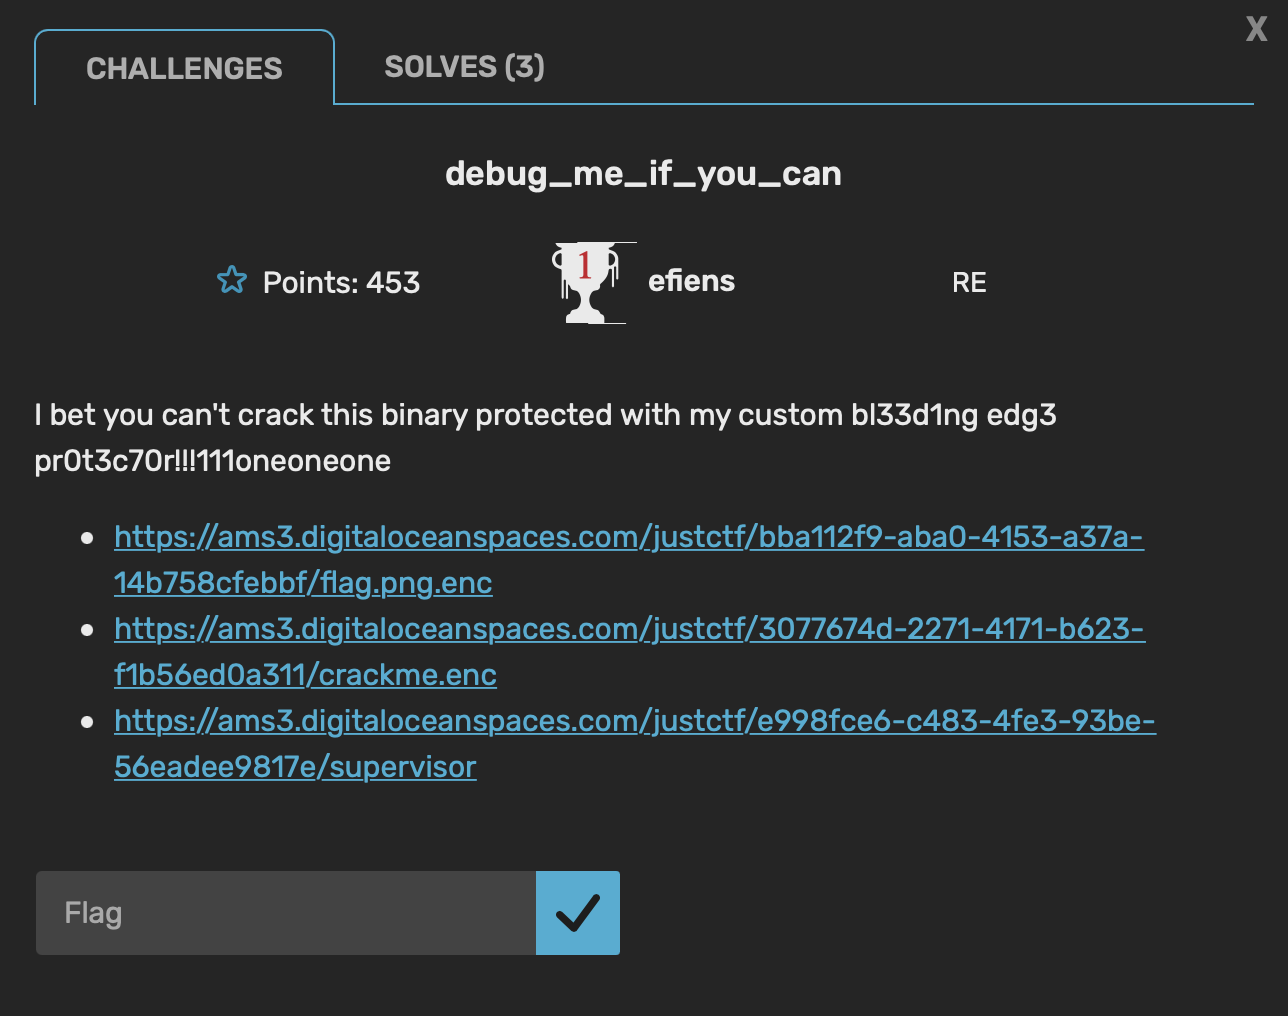 X
CHALLENGES
SOLVES (3)
debug_me_if_you_can
Points: 453
1
efiens
RE
I bet you can't crack this binary protected with my custom bl33d1ng edg3
pr0t3c70r!!!111oneoneone
https://ams3.digitaloceanspaces.com/justctf/bba112f9-aba0-4153-a37a-
14b758cfebbf/flag.png.enc
https://ams3.digitaloceanspaces.com/justctf/3077674d-2271-4171-b623-
f1b56ed0a311/crackme.enc
https://ams3.digitaloceanspaces.com/justctf/e998fce6-c483-4fe3-93be-
56eadee9817e/supervisor
Flag